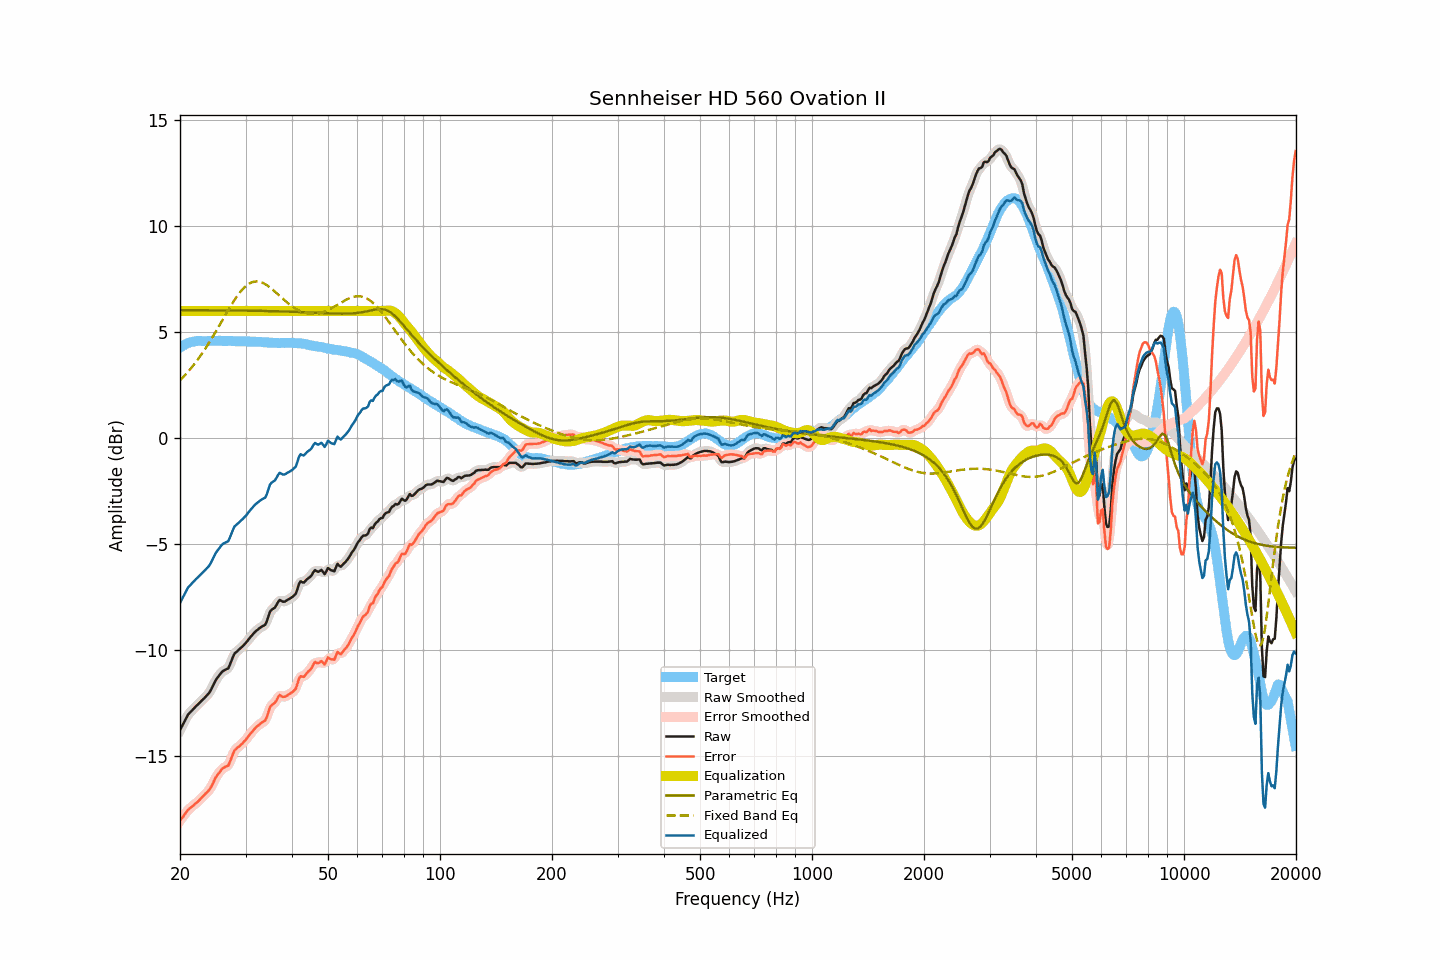 Sennheiser HD 560 Ovation II
Amplitude (dBr)
15
10
5
0
−5
−10
−15
Target
Raw Smoothed
Error Smoothed
Raw
Error
Equalization
Parametric Eq
Fixed Band Eq
Equalized
20 50 100 200 500 1000 2000 5000 10000 20000
Frequency (Hz)